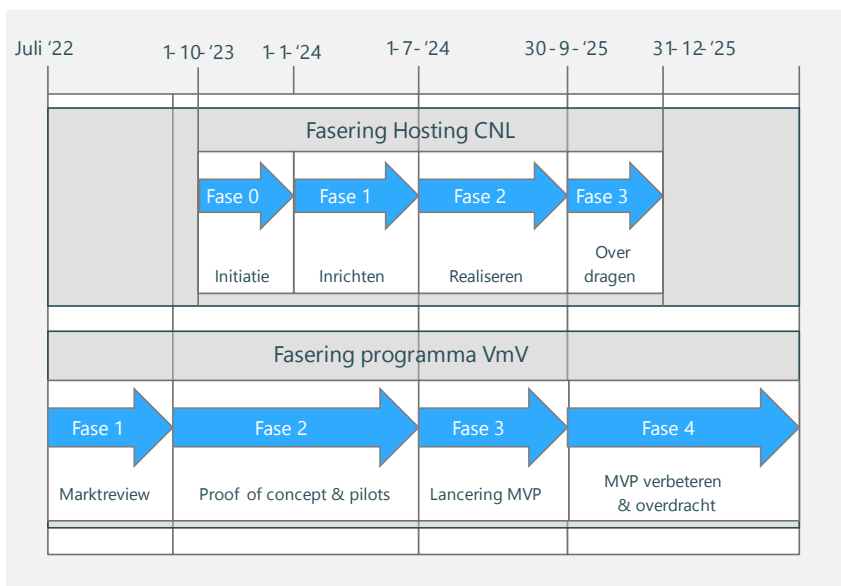 Juli ‘22
1-10-‘23
1-1-‘24
1-7-‘24
30-9-‘25
31-12-‘25
Fasering Hosting CNL
Fase 0
Fase 1
Fase 2
Fase 3
Initiatie
Inrichten
Realiseren
Over
dragen
Fasering programma VmV
Fase 1
Fase 2
Fase 3
Fase 4
Marktreview
Proof of concept & pilots
Lancering MVP
MVP verbeteren
& overdracht